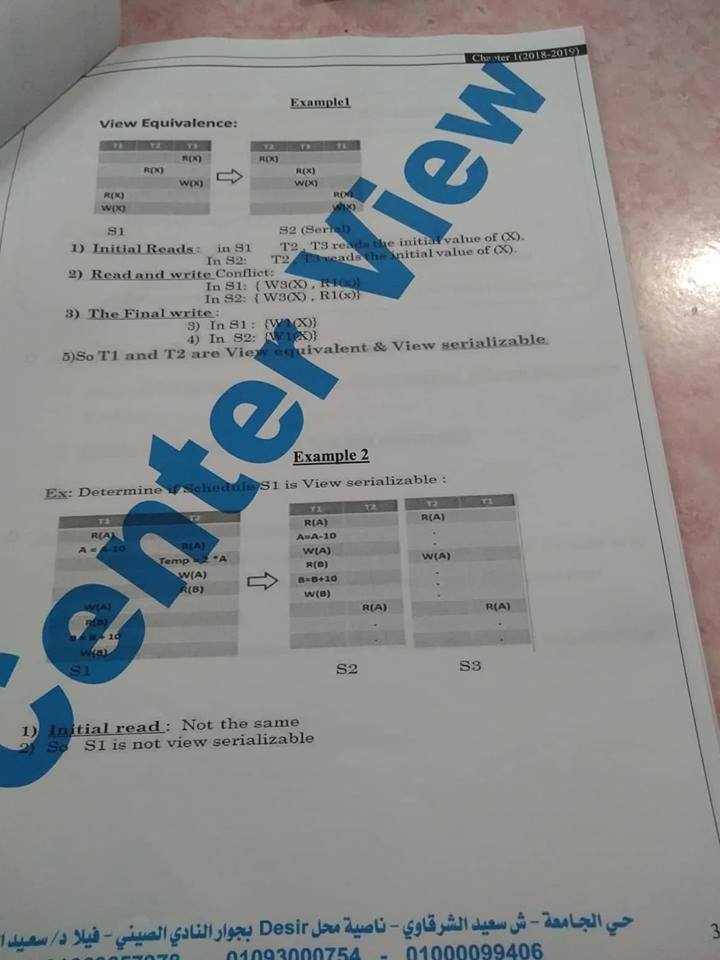 Chapter 1(2018-2019)
Example1
View Equivalence:
T1 T2 T3
R(X)
R(X)
W(X)
R(X)
W(X)
S1
T2 T3 T1
R(X)
R(X)
W(X)
R(X)
W(X)
S2 (Serial)
1) Initial Reads: in S1 T2 , T3 reads the initial value of (X).
In S2: T2 , T3 reads the initial value of (X).
2) Read and write Conflict:
In S1: { W3(X) , R1(x)}
In S2: { W3(X) , R1(x)}
3) The Final write :
3) In S1 : {W1(X)}
4) In S2: {W1(X)}
5)So T1 and T2 are View equivalent & View serializable
Example 2
Ex: Determine if Schedule S1 is View serializable :
T1 T2
R(A)
A = A-10 R(A)
Temp = 2 *A
W(A)
R(B)
W(A)
R(B)
B = B + 10
W(B)
S1
T1 T2
R(A)
A=A-10
W(A)
R(B)
B=B+10
W(B)
R(A)
.
.
S2
T2 T1
R(A)
.
.
W(A)
.
.
.
R(A)
.
.
S3
1) Initial read : Not the same
2) So S1 is not view serializable
Center View
حي الجامعة - ش سعيد الشرقاوي - ناصية محل Desir بجوار النادي الصيني - فيلا د/ سعيد
01093000754 - 01000099406
3